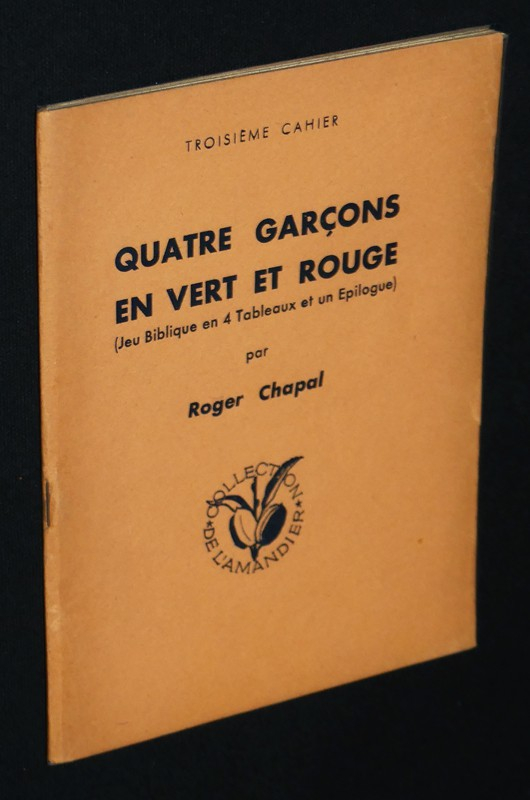 TROISIÈME CAHIER
QUATRE GARÇONS
EN VERT ET ROUGE
(Jeu Biblique en 4 Tableaux et un Epilogue)
par
Roger Chapal
COLLECTION
★ DE L'AMANDIER ★